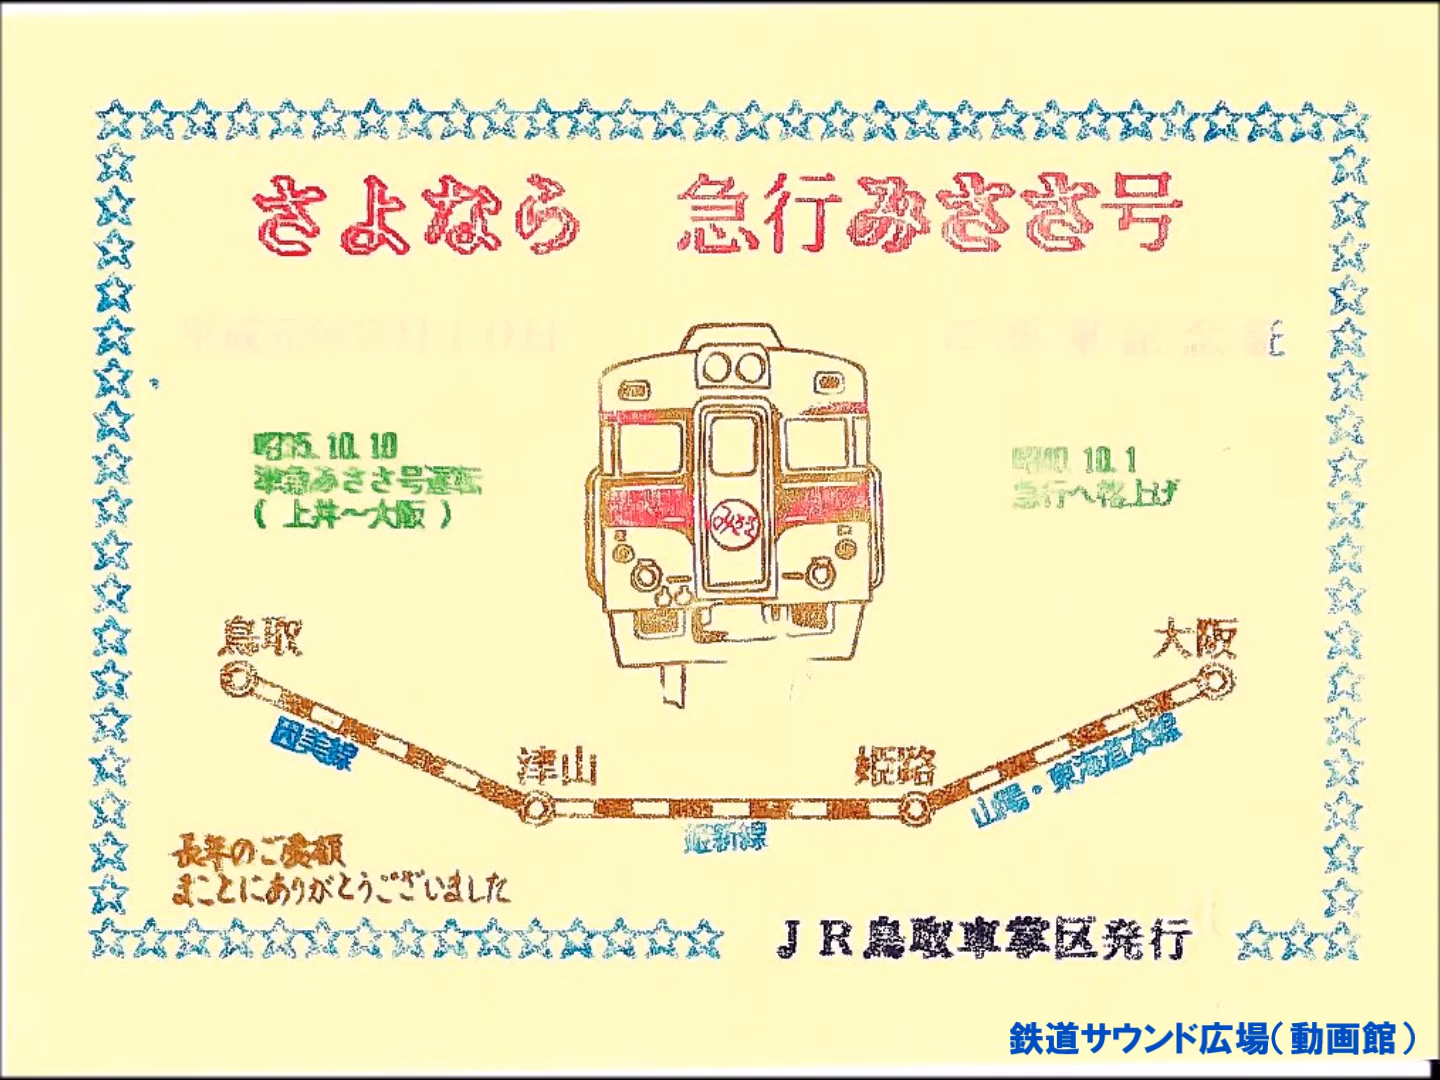 さよなら 急行みささ号
昭35.10.10
準急みささ号運転
(上井～大阪)
昭40.10.1
急行へ格上げ
みささ
鳥取
大阪
因美線
津山
姫路
山陽・東海道本線
姫新線
長年のご愛顧
まことにありがとうございました
JR鳥取車掌区発行
鉄道サウンド広場(動画館)